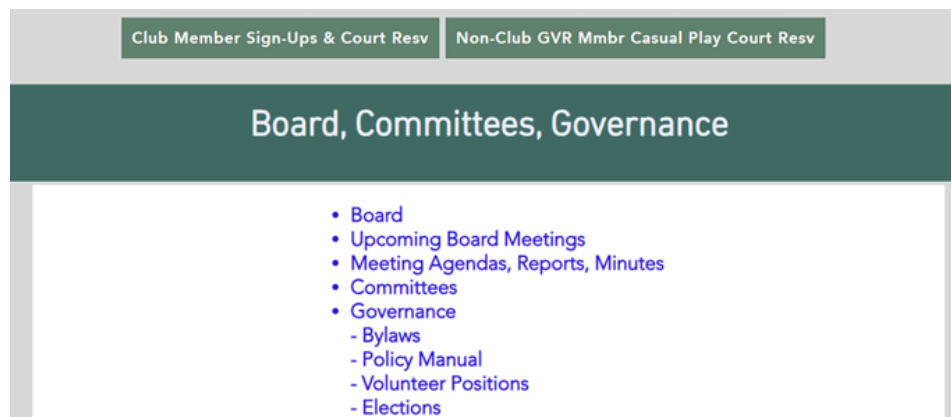 Club Member Sign-Ups & Court Resv
Non-Club GVR Mmbr Casual Play Court Resv
Board, Committees, Governance
• Board
• Upcoming Board Meetings
• Meeting Agendas, Reports, Minutes
• Committees
• Governance
- Bylaws
- Policy Manual
- Volunteer Positions
- Elections